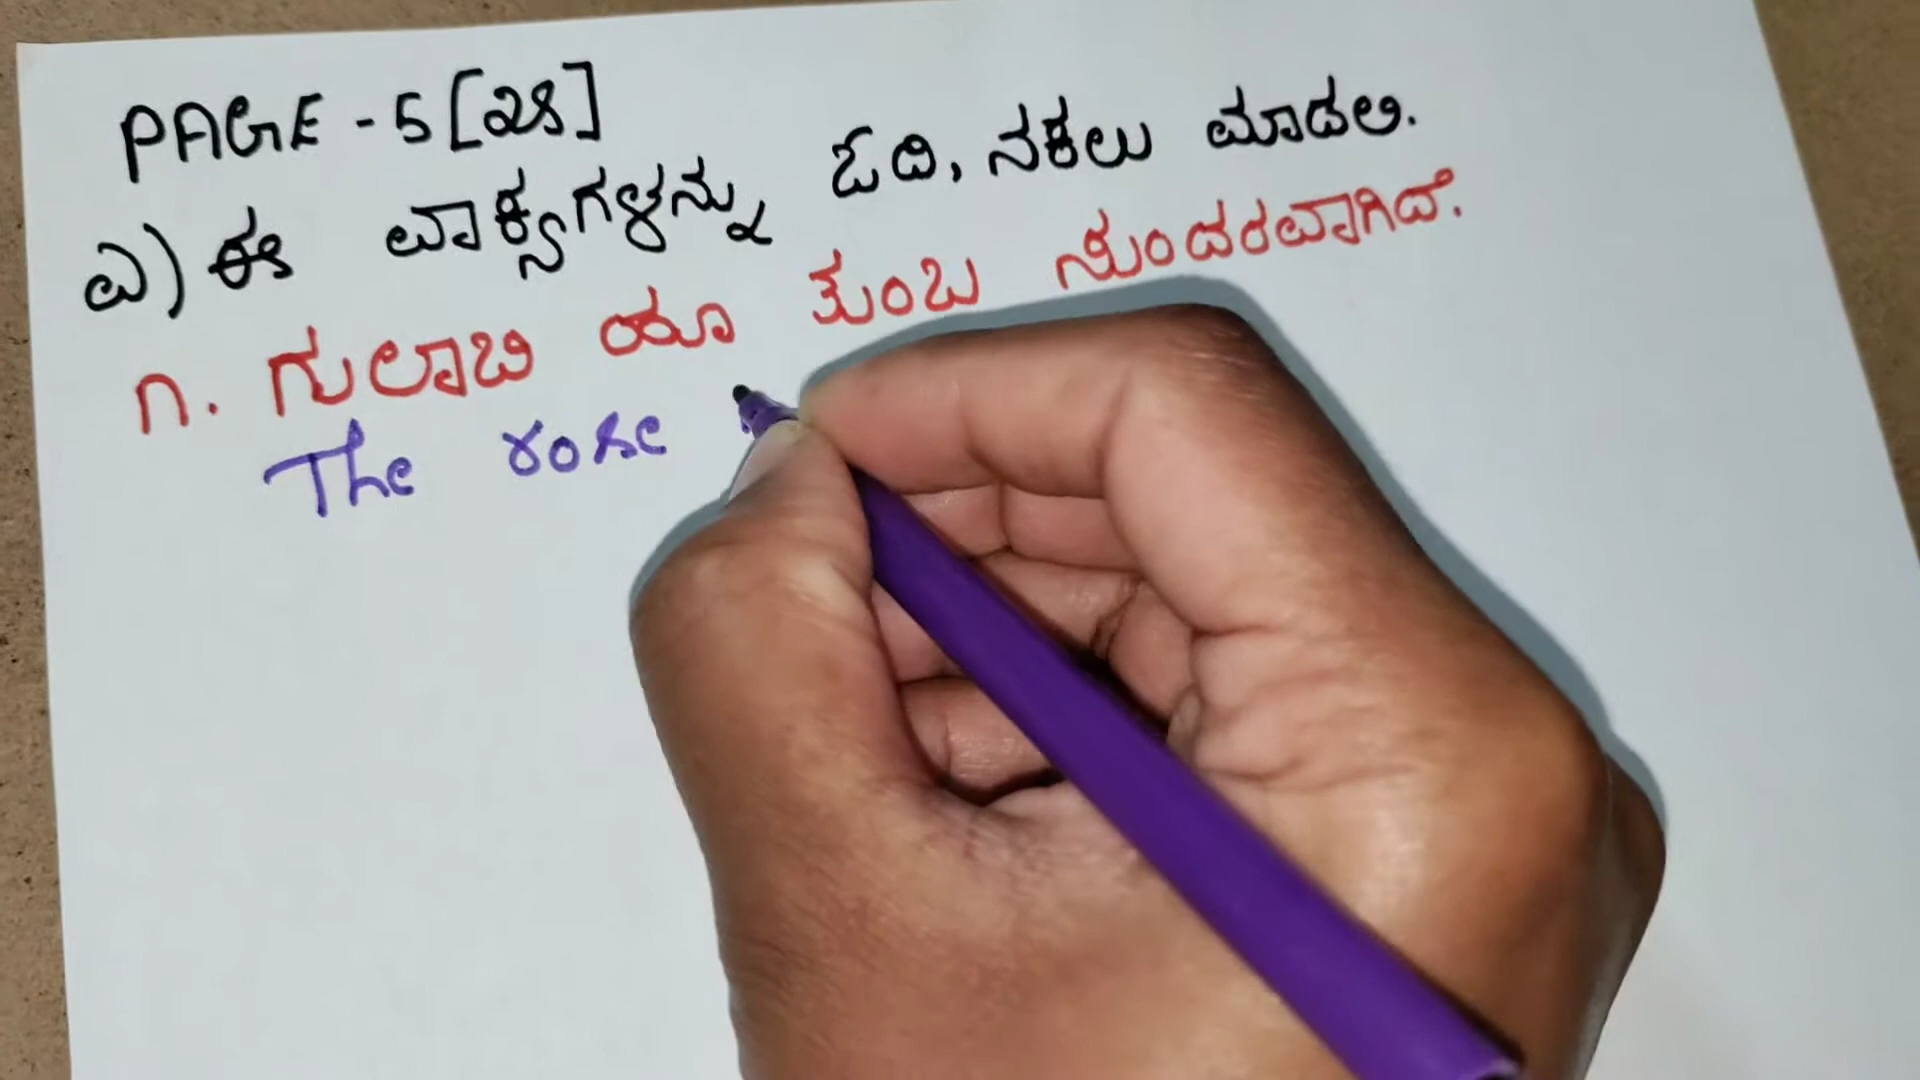 PAGE - 5 [28]
ಎ) ಈ ವಾಕ್ಯಗಳನ್ನು ಓದಿ, ನಕಲು ಮಾಡಲಿ.
೧. ಗುಲಾಬಿ ಯೂ ತುಂಬ ಸುಂದರವಾಗಿದೆ.
The rose